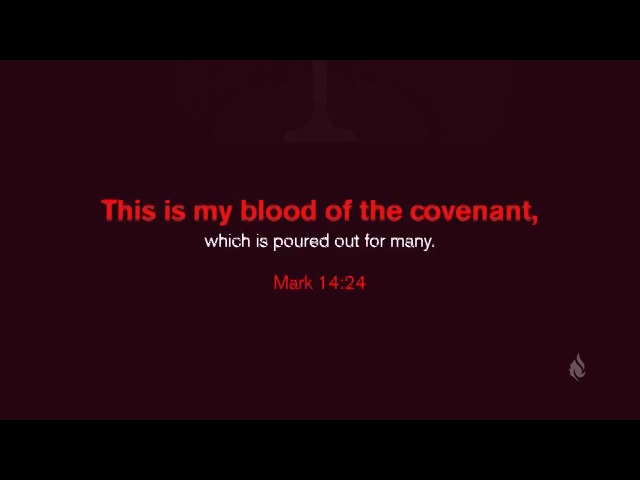 This is my blood of the covenant,
which is poured out for many.
Mark 14:24